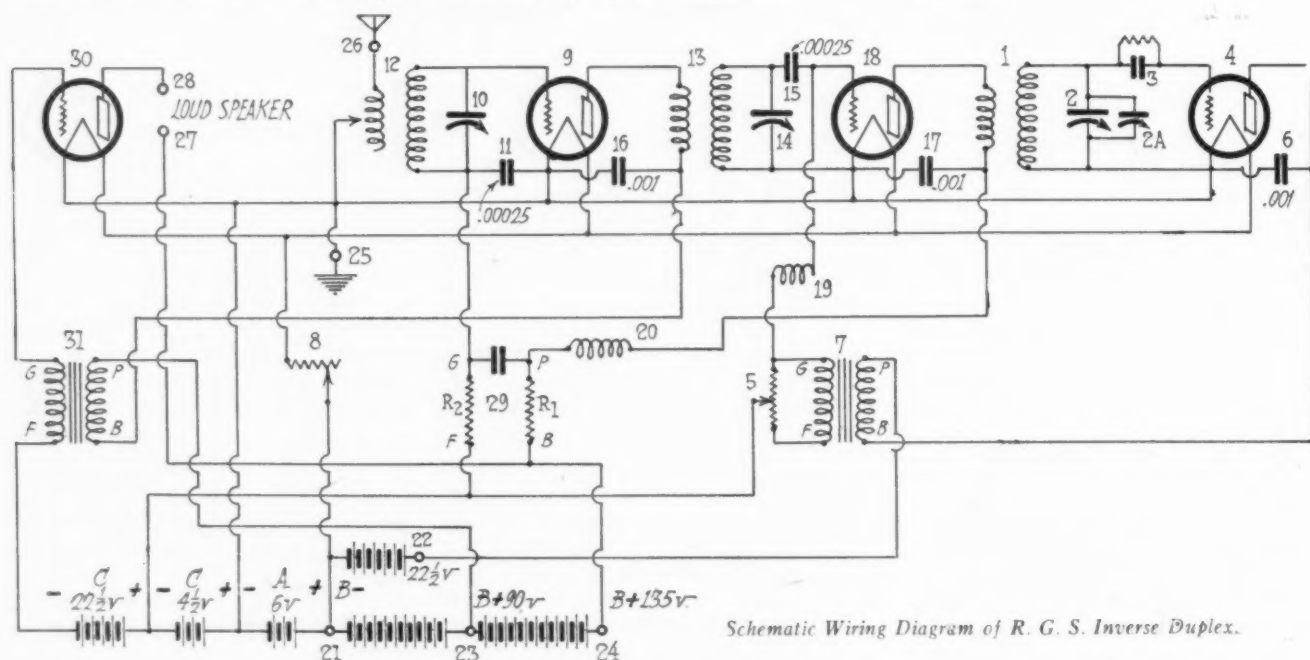 30
28
LOUD SPEAKER
27
26
12
10
11
.00025
9
16
.001
13
.00025
15
14
18
17
.001
1
2
2A
3
4
6
.001
25
19
20
31
G P
F B
8
G P
R2 29 R1
F B
5
7
G P
F B
22
22½v
- C + - C + - A + B- B+90v B+135v
22½v 4½v 6v
21 23 24
Schematic Wiring Diagram of R. G. S. Inverse Duplex.